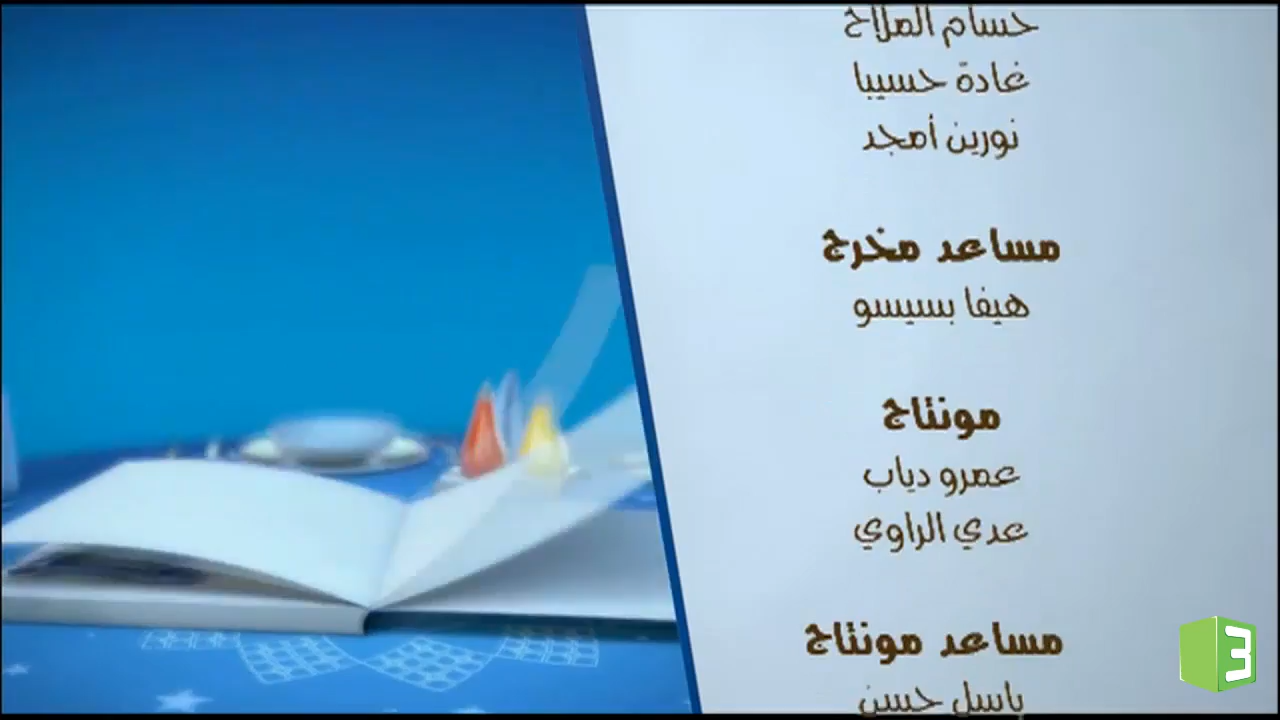 حسام الملاح
غادة حسيبا
نورين أمجد
مساعد مخرج
هيفا بسيسو
مونتاج
عمرو دياب
عدي الراوي
مساعد مونتاج
باسل حسن
3